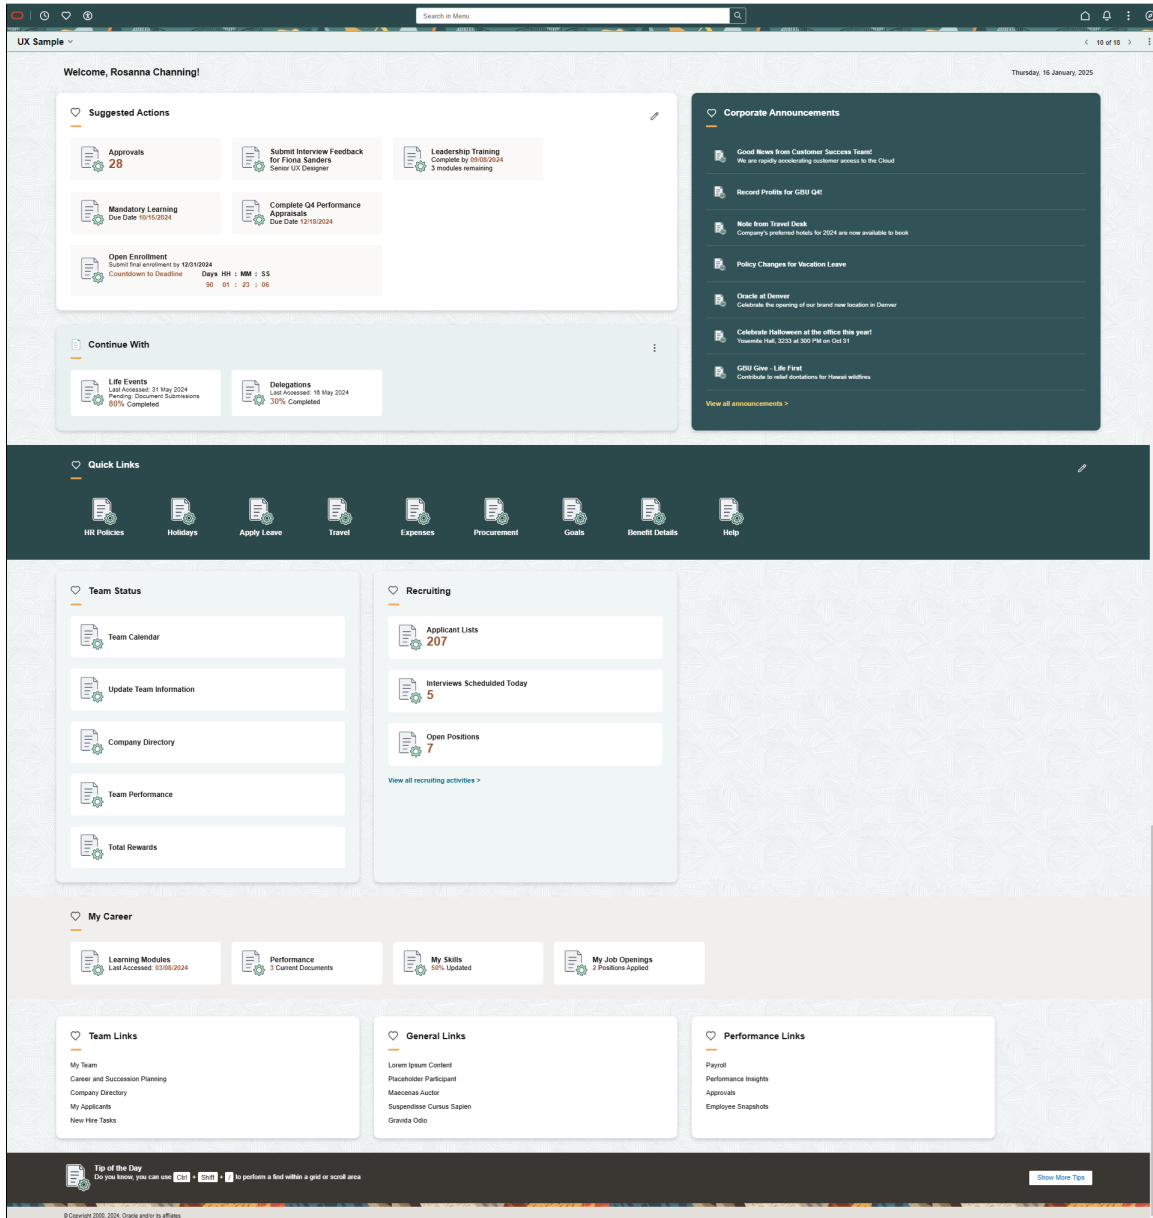 Search in Menu
UX Sample
10 of 18
Welcome, Rosanna Channing!
Thursday, 16 January, 2025
Suggested Actions
Approvals
28
Submit Interview Feedback
for Fiona Sanders
Senior UX Designer
Leadership Training
Complete by 09/08/2024
3 modules remaining
Mandatory Learning
Due Date 10/15/2024
Complete Q4 Performance
Appraisals
Due Date 12/18/2024
Open Enrollment
Submit final enrollment by 12/31/2024
Countdown to Deadline Days HH : MM : SS
90 01 : 23 : 06
Continue With
Life Events
Last Accessed: 31 May 2024
Pending: Document Submissions
80% Completed
Delegations
Last Accessed: 16 May 2024
30% Completed
Corporate Announcements
Good News from Customer Success Team!
We are rapidly accelerating customer access to the Cloud
Record Profits for GBU Q4!
Note from Travel Desk
Company's preferred hotels for 2024 are now available to book
Policy Changes for Vacation Leave
Oracle at Denver
Celebrate the opening of our brand new location in Denver
Celebrate Halloween at the office this year!
Yosemite Hall, 3233 at 300 PM on Oct 31
GBU Give - Life First
Contribute to relief dontations for Hawaii wildfires
View all announcements >
Quick Links
HR Policies
Holidays
Apply Leave
Travel
Expenses
Procurement
Goals
Benefit Details
Help
Team Status
Team Calendar
Update Team Information
Company Directory
Team Performance
Total Rewards
Recruiting
Applicant Lists
207
Interviews Schedulded Today
5
Open Positions
7
View all recruiting activities >
My Career
Learning Modules
Last Accessed: 03/08/2024
Performance
3 Current Documents
My Skills
50% Updated
My Job Openings
2 Positions Applied
Team Links
My Team
Career and Succession Planning
Company Directory
My Applicants
New Hire Tasks
General Links
Lorem Ipsum Content
Placeholder Participant
Maecenas Auctor
Suspendisse Cursus Sapien
Gravida Odio
Performance Links
Payroll
Performance Insights
Approvals
Employee Snapshots
Tip of the Day
Do you know, you can use Ctrl + Shift + / to perform a find within a grid or scroll area
Show More Tips
© Copyright 2000, 2024, Oracle and/or its affiliates